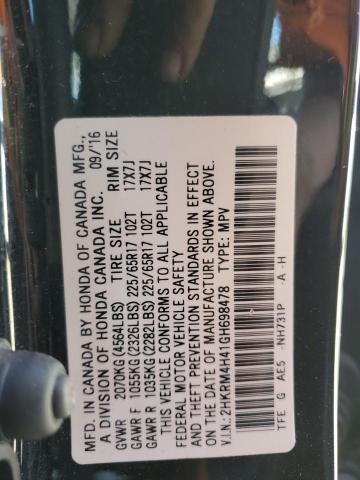 MFD. IN CANADA BY HONDA OF CANADA MFG.,
A DIVISION OF HONDA CANADA INC. 09/16
GVWR 2070KG (4564LBS) TIRE SIZE RIM SIZE
GAWR F 1055KG (2326LBS) 225/65R17 102T 17X7J
GAWR R 1035KG (2282LBS) 225/65R17 102T 17X7J
THIS VEHICLE CONFORMS TO ALL APPLICABLE
FEDERAL MOTOR VEHICLE SAFETY
AND THEFT PREVENTION STANDARDS IN EFFECT
ON THE DATE OF MANUFACTURE SHOWN ABOVE.
V.I.N.: 2HKRM4H41GH698478 TYPE: MPV
TFE G AE5 NH731P A - H